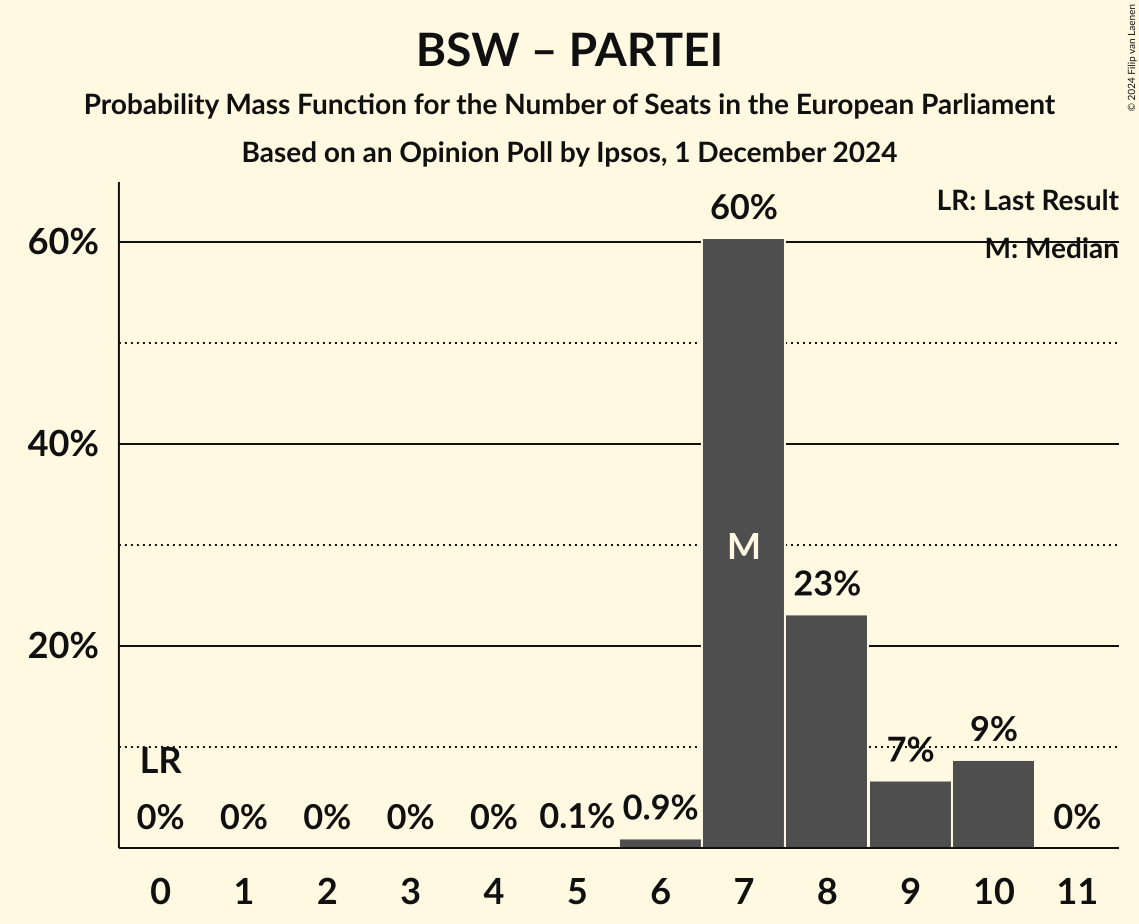 BSW – PARTEI
Probability Mass Function for the Number of Seats in the European Parliament
Based on an Opinion Poll by Ipsos, 1 December 2024
© 2024 Filip van Laenen
LR: Last Result
M: Median
60%
40%
20%
LR
0%
0%
0%
0%
0%
0.1%
0.9%
60%
M
23%
7%
9%
0%
0 1 2 3 4 5 6 7 8 9 10 11